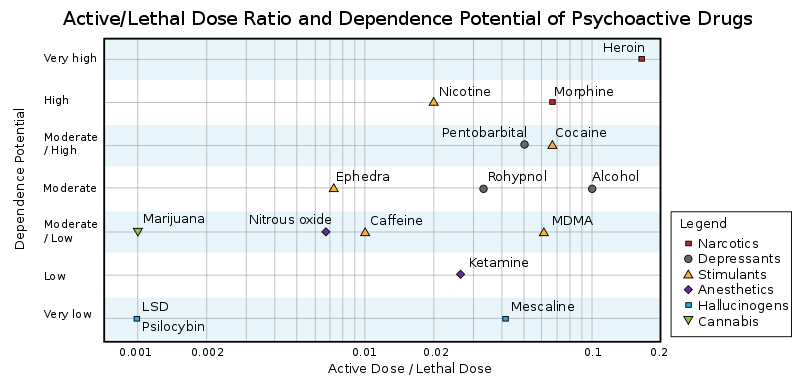 Active/Lethal Dose Ratio and Dependence Potential of Psychoactive Drugs
Dependence Potential
Very high
High
Moderate
/ High
Moderate
Moderate
/ Low
Low
Very low
Heroin
Nicotine
Morphine
Pentobarbital
Cocaine
Ephedra
Rohypnol
Alcohol
Marijuana
Nitrous oxide
Caffeine
MDMA
Ketamine
LSD
Psilocybin
Mescaline
0.001 0.002 0.01 0.02 0.1 0.2
Active Dose / Lethal Dose
Legend
Narcotics
Depressants
Stimulants
Anesthetics
Hallucinogens
Cannabis